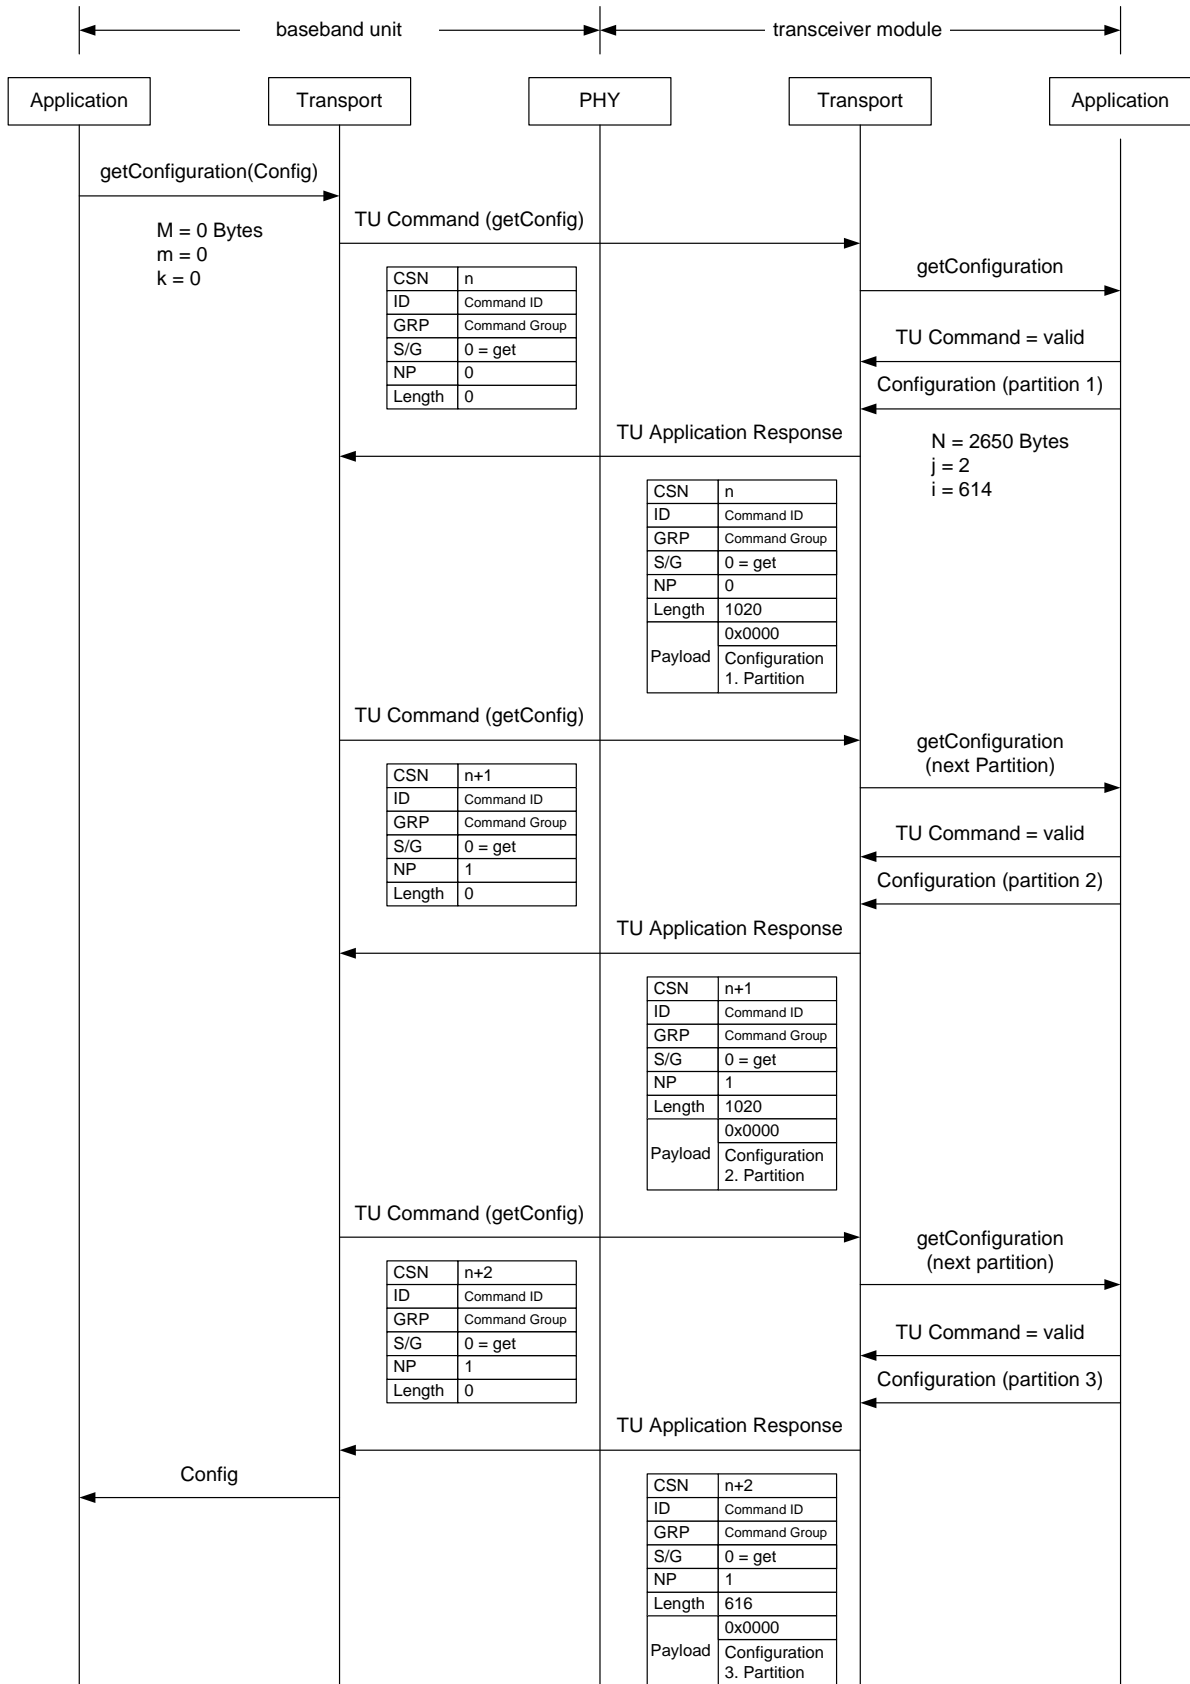 baseband unit
transceiver module
Application
Transport
PHY
Transport
Application
getConfiguration(Config)
M = 0 Bytes
m = 0
k = 0
TU Command (getConfig)
CSN n
ID Command ID
GRP Command Group
S/G 0 = get
NP 0
Length 0
getConfiguration
TU Command = valid
Configuration (partition 1)
N = 2650 Bytes
j = 2
i = 614
TU Application Response
CSN n
ID Command ID
GRP Command Group
S/G 0 = get
NP 0
Length 1020
Payload 0x0000
Configuration
1. Partition
TU Command (getConfig)
CSN n+1
ID Command ID
GRP Command Group
S/G 0 = get
NP 1
Length 0
getConfiguration
(next Partition)
TU Command = valid
Configuration (partition 2)
TU Application Response
CSN n+1
ID Command ID
GRP Command Group
S/G 0 = get
NP 1
Length 1020
Payload 0x0000
Configuration
2. Partition
TU Command (getConfig)
CSN n+2
ID Command ID
GRP Command Group
S/G 0 = get
NP 1
Length 0
getConfiguration
(next partition)
TU Command = valid
Configuration (partition 3)
TU Application Response
Config
CSN n+2
ID Command ID
GRP Command Group
S/G 0 = get
NP 1
Length 616
Payload 0x0000
Configuration
3. Partition